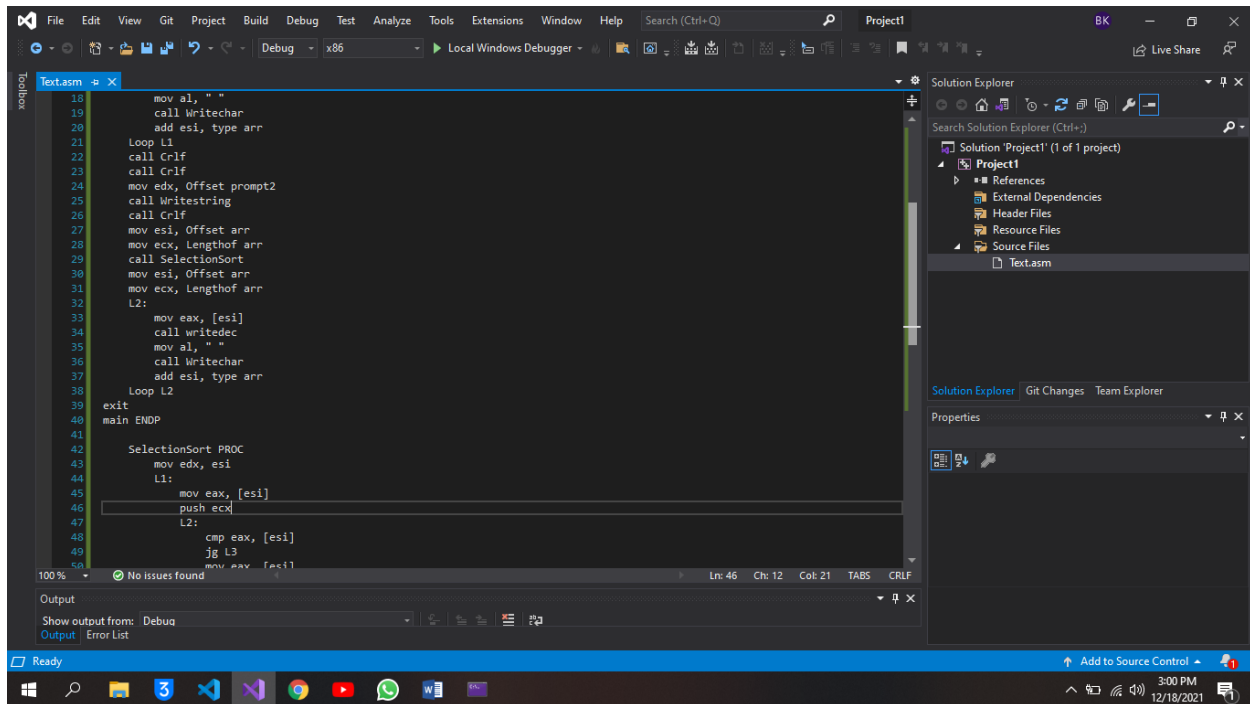 File Edit View Git Project Build Debug Test Analyze Tools Extensions Window Help Search (Ctrl+Q) Project1 BK
Debug x86 Local Windows Debugger Live Share
Toolbox
Text.asm
18 mov al, " "
19 call Writechar
20 add esi, type arr
21 Loop L1
22 call Crlf
23 call Crlf
24 mov edx, Offset prompt2
25 call Writestring
26 call Crlf
27 mov esi, Offset arr
28 mov ecx, Lengthof arr
29 call SelectionSort
30 mov esi, Offset arr
31 mov ecx, Lengthof arr
32 L2:
33 mov eax, [esi]
34 call writedec
35 mov al, " "
36 call Writechar
37 add esi, type arr
38 Loop L2
39 exit
40 main ENDP
41
42 SelectionSort PROC
43 mov edx, esi
44 L1:
45 mov eax, [esi]
46 push ecx
47 L2:
48 cmp eax, [esi]
49 jg L3
50 mov eax, [esi]
100 % No issues found Ln: 46 Ch: 12 Col: 21 TABS CRLF
Output
Show output from: Debug
Output Error List
Solution Explorer
Search Solution Explorer (Ctrl+;)
Solution 'Project1' (1 of 1 project)
Project1
References
External Dependencies
Header Files
Resource Files
Source Files
Text.asm
Solution Explorer Git Changes Team Explorer
Properties
Ready Add to Source Control 1
3:00 PM
12/18/2021
1